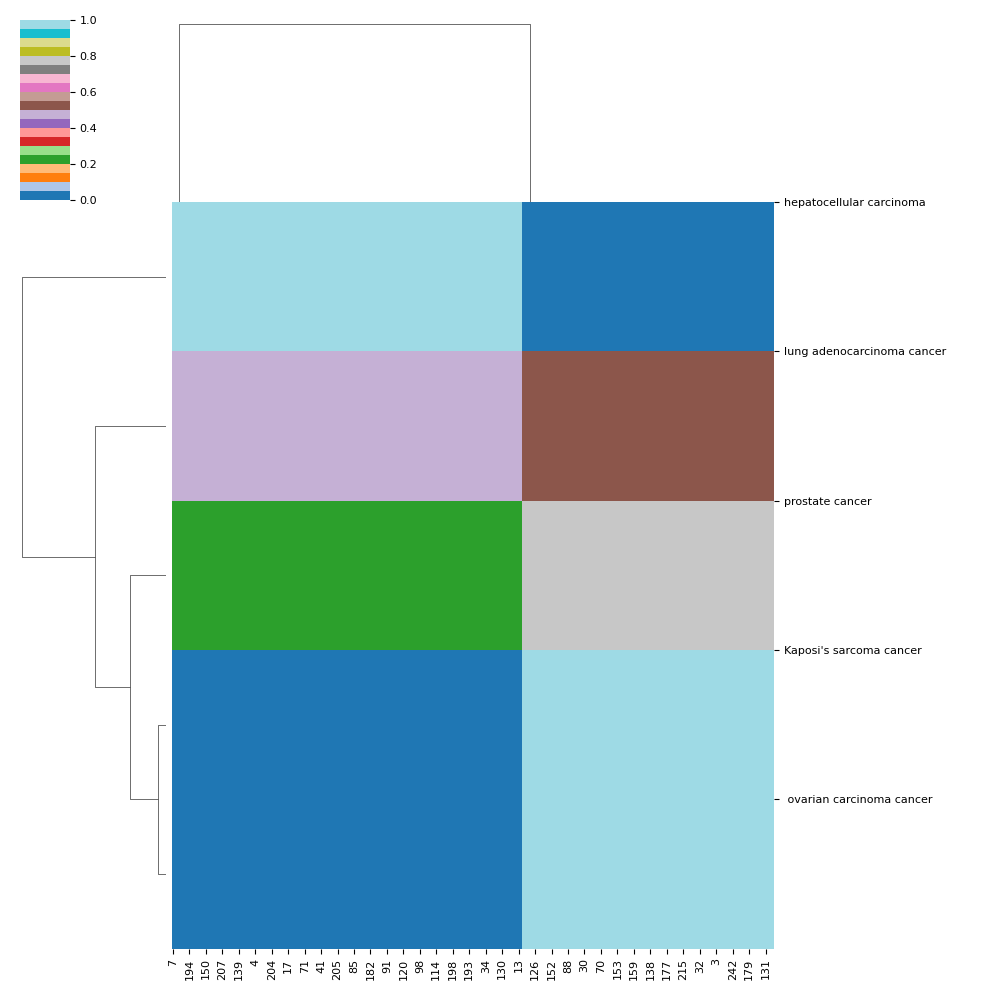 1.0
0.8
0.6
0.4
0.2
0.0
hepatocellular carcinoma
lung adenocarcinoma cancer
prostate cancer
Kaposi's sarcoma cancer
ovarian carcinoma cancer
7 194 150 207 139 4 204 17 71 41 205 85 182 91 120 98 114 198 193 34 130 13 126 152 88 30 70 153 159 138 177 215 32 3 242 179 131